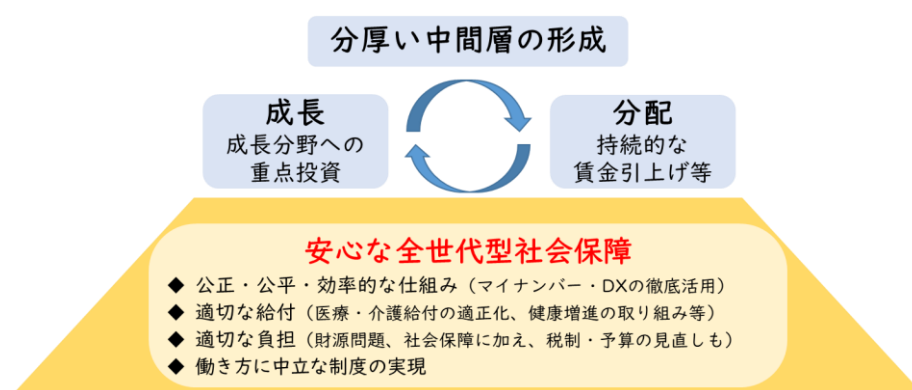 分厚い中間層の形成
成長
成長分野への
重点投資
分配
持続的な
賃金引上げ等
安心な全世代型社会保障
◆ 公正・公平・効率的な仕組み（マイナンバー・DXの徹底活用）
◆ 適切な給付（医療・介護給付の適正化、健康増進の取り組み等）
◆ 適切な負担（財源問題、社会保障に加え、税制・予算の見直しも）
◆ 働き方に中立な制度の実現